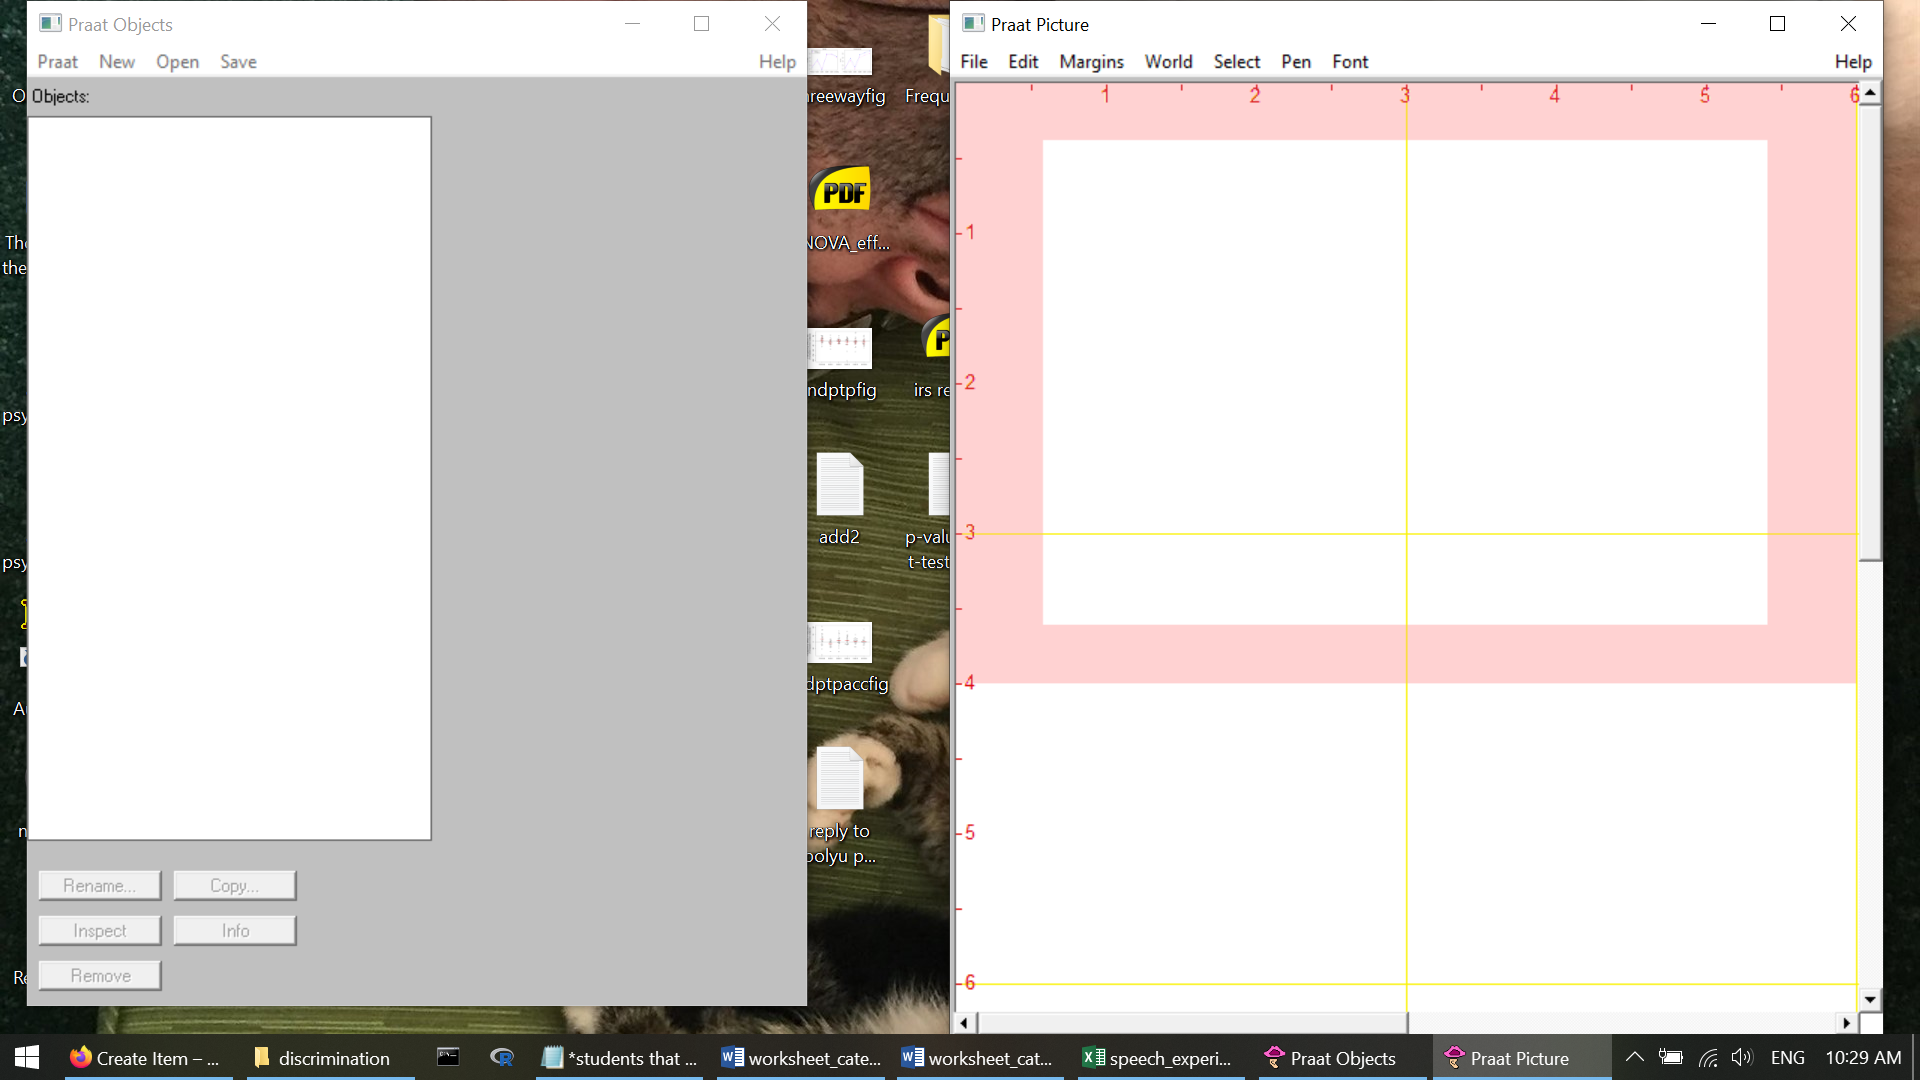 Praat Objects
Praat New Open Save Help
Objects:
Rename... Copy...
Inspect Info
Remove
reewayfig
Frequ
PDF
NOVA_eff...
ndptpfig
irs re
add2
p-valu
t-test
dptpaccfig
reply to
polyu p...
The
the
psy
psy
Praat Picture
File Edit Margins World Select Pen Font Help
1 2 3 4 5 6
1
2
3
4
5
6
Create Item – ... discrimination *students that ... worksheet_cate... worksheet_cat... speech_experi... Praat Objects Praat Picture ENG 10:29 AM